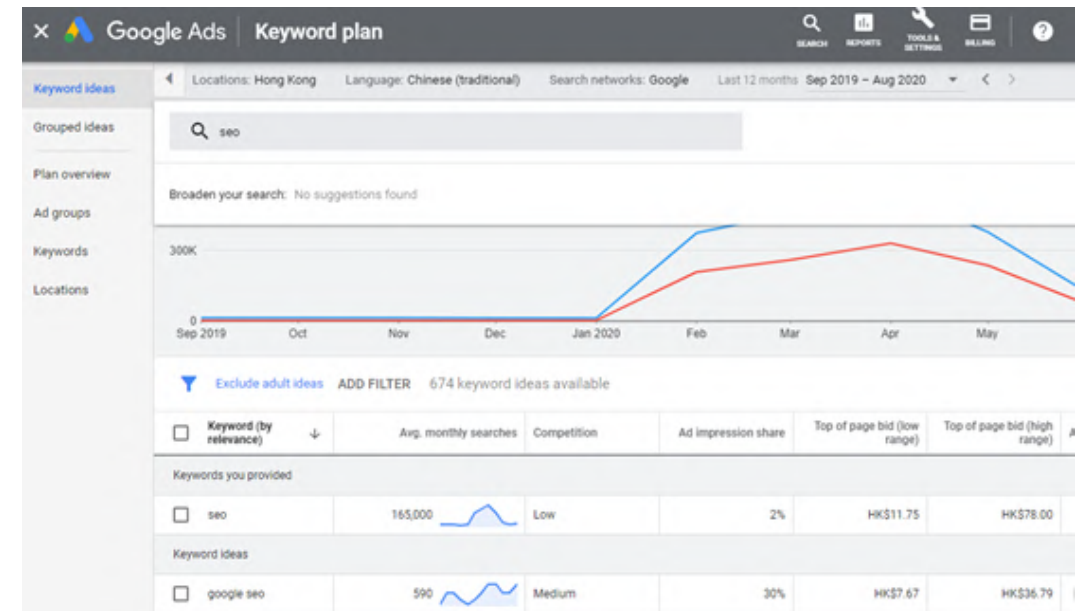 × Google Ads Keyword plan SEARCH REPORTS TOOLS & SETTINGS BILLING ?
Keyword ideas
Grouped ideas
Plan overview
Ad groups
Keywords
Locations
Locations: Hong Kong Language: Chinese (traditional) Search networks: Google Last 12 months Sep 2019 – Aug 2020
seo
Broaden your search: No suggestions found
300K
0
Sep 2019 Oct Nov Dec Jan 2020 Feb Mar Apr May
Exclude adult ideas ADD FILTER 674 keyword ideas available
Keyword (by relevance) Avg. monthly searches Competition Ad impression share Top of page bid (low range) Top of page bid (high range) A
Keywords you provided
seo 165,000 Low 2% HK$11.75 HK$78.00
Keyword ideas
google seo 590 Medium 30% HK$7.67 HK$36.79